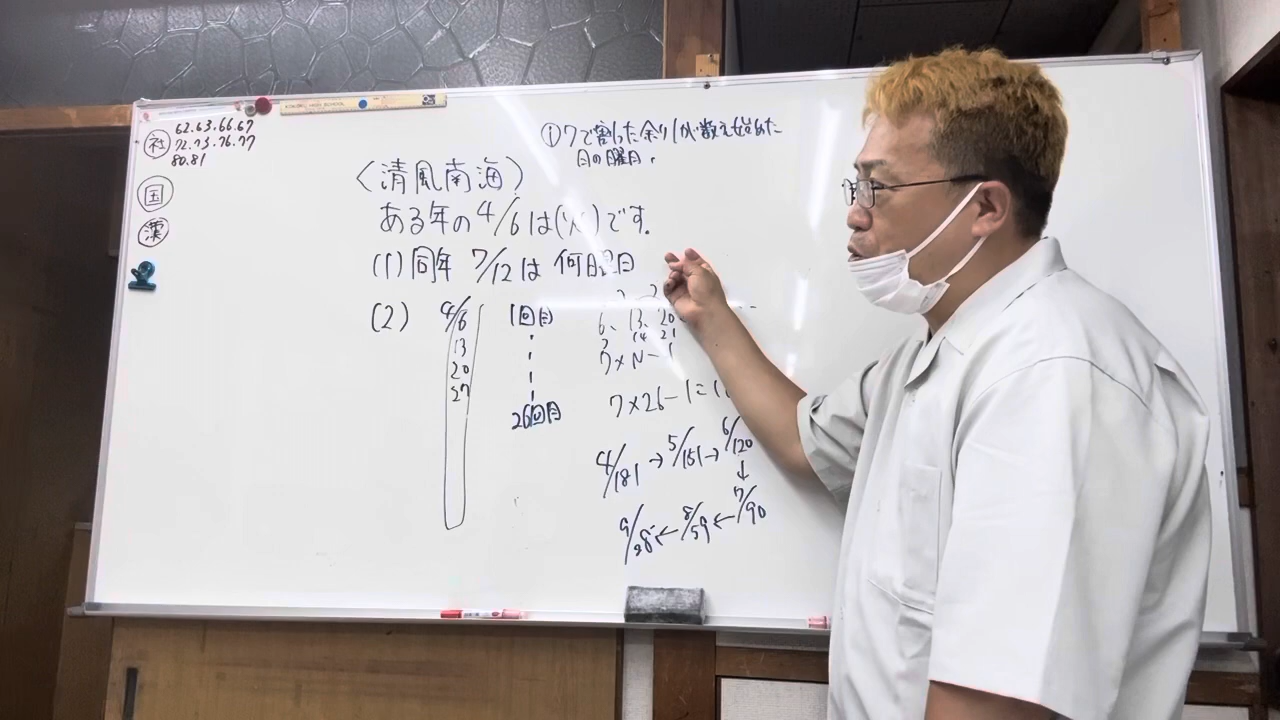 社 62.63.66.67
72.73.76.77
80.81
国
漢
①7で割った余り1が数え始めた
日の曜日。
〈清風南海〉
ある年の4/6は(火)です.
(1)同年 7/12は 何曜日
(2)
4/6
13
20
27
1回目
26回目
6、13、20
14 21
7×N-1
7×26-1=1
4/181→5/151→6/120
↓
9/28←8/59←7/90